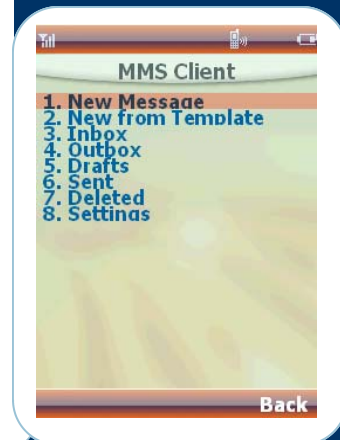 MMS Client
1. New Message
2. New from Template
3. Inbox
4. Outbox
5. Drafts
6. Sent
7. Deleted
8. Settings
Back